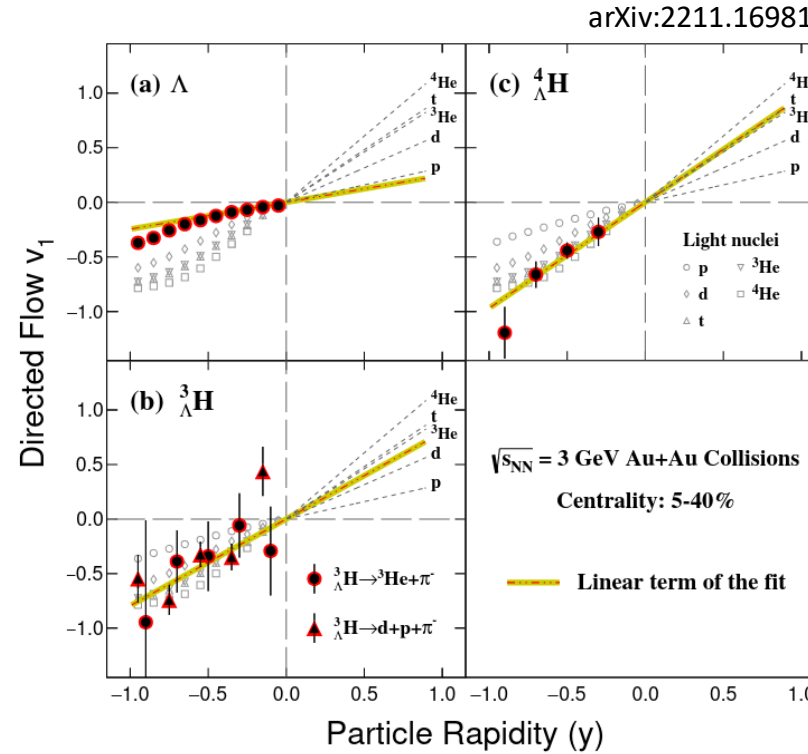 arXiv:2211.16981
(a) Λ
1.0
0.5
0.0
−0.5
−1.0
⁴He
t
³He
d
p
(c) ⁴ΛH
⁴H
t
³H
d
p
Light nuclei
p
³He
d
⁴He
t
Directed Flow v₁
(b) ³ΛH
1.0
0.5
0.0
−0.5
−1.0
⁴He
t
³He
d
p
³ΛH→³He+π⁻
³ΛH→d+p+π⁻
√sNN = 3 GeV Au+Au Collisions
Centrality: 5-40%
Linear term of the fit
−1.0 −0.5 0.0 0.5 1.0
−1.0 −0.5 0.0 0.5 1.0
Particle Rapidity (y)